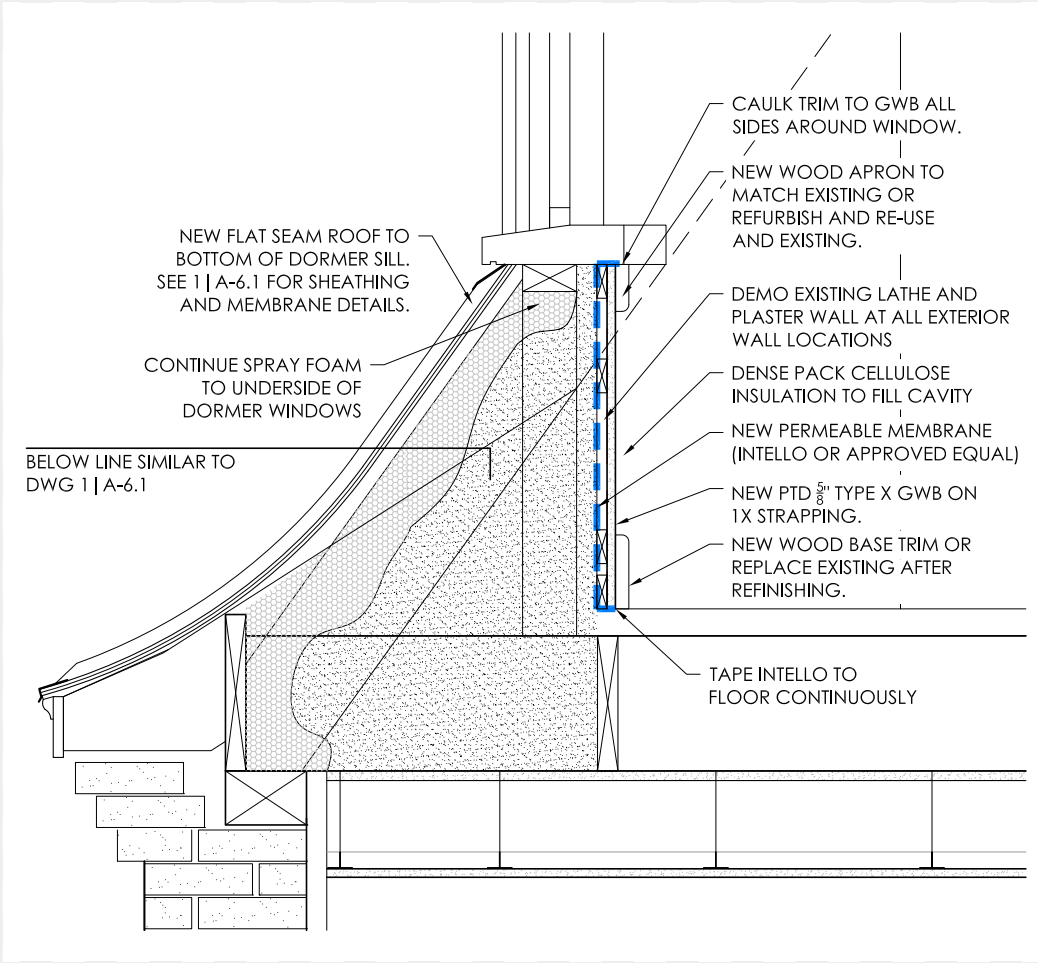 CAULK TRIM TO GWB ALL
SIDES AROUND WINDOW.
NEW WOOD APRON TO
MATCH EXISTING OR
REFURBISH AND RE-USE
AND EXISTING.
NEW FLAT SEAM ROOF TO
BOTTOM OF DORMER SILL.
SEE 1 | A-6.1 FOR SHEATHING
AND MEMBRANE DETAILS.
DEMO EXISTING LATHE AND
PLASTER WALL AT ALL EXTERIOR
WALL LOCATIONS
CONTINUE SPRAY FOAM
TO UNDERSIDE OF
DORMER WINDOWS
DENSE PACK CELLULOSE
INSULATION TO FILL CAVITY
NEW PERMEABLE MEMBRANE
(INTELLO OR APPROVED EQUAL)
BELOW LINE SIMILAR TO
DWG 1 | A-6.1
NEW PTD 5/8" TYPE X GWB ON
1X STRAPPING.
NEW WOOD BASE TRIM OR
REPLACE EXISTING AFTER
REFINISHING.
TAPE INTELLO TO
FLOOR CONTINUOUSLY